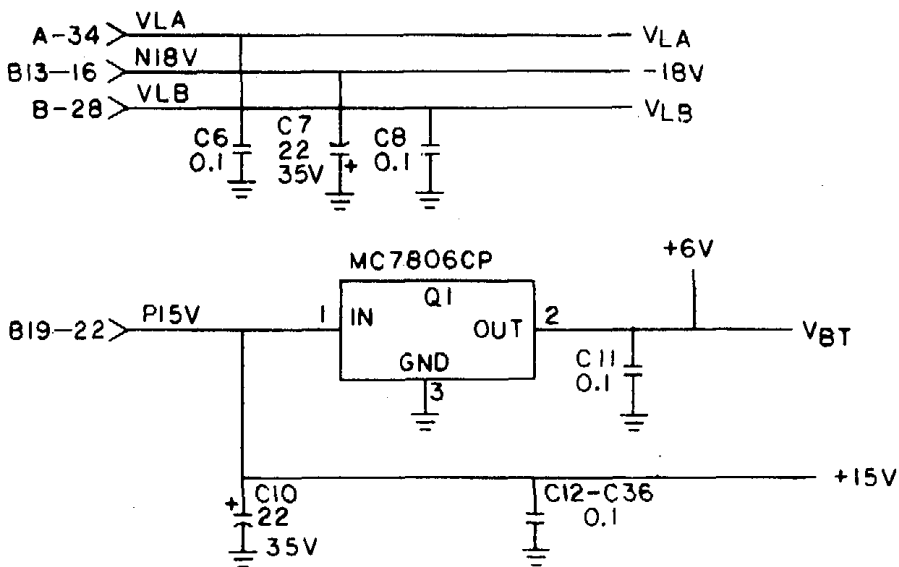 A-34 VLA VLA
B13-16 N18V -18V
B-28 VLB VLB
C6
0.1
C7
22
35V
+
C8
0.1
MC7806CP
Q1
+6V
B19-22 P15V 1 IN OUT 2 VBT
GND
3
C11
0.1
+15V
+ C10
22
35V
C12-C36
0.1